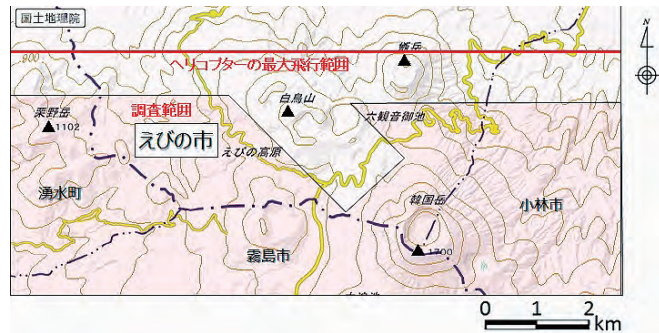 国土地理院
N
900
甑岳
ヘリコプターの最大飛行範囲
白鳥山
栗野岳
調査範囲
六観音御池
1102
えびの市
えびの高原
湧水町
韓国岳
小林市
霧島市
1700
0 1 2
km